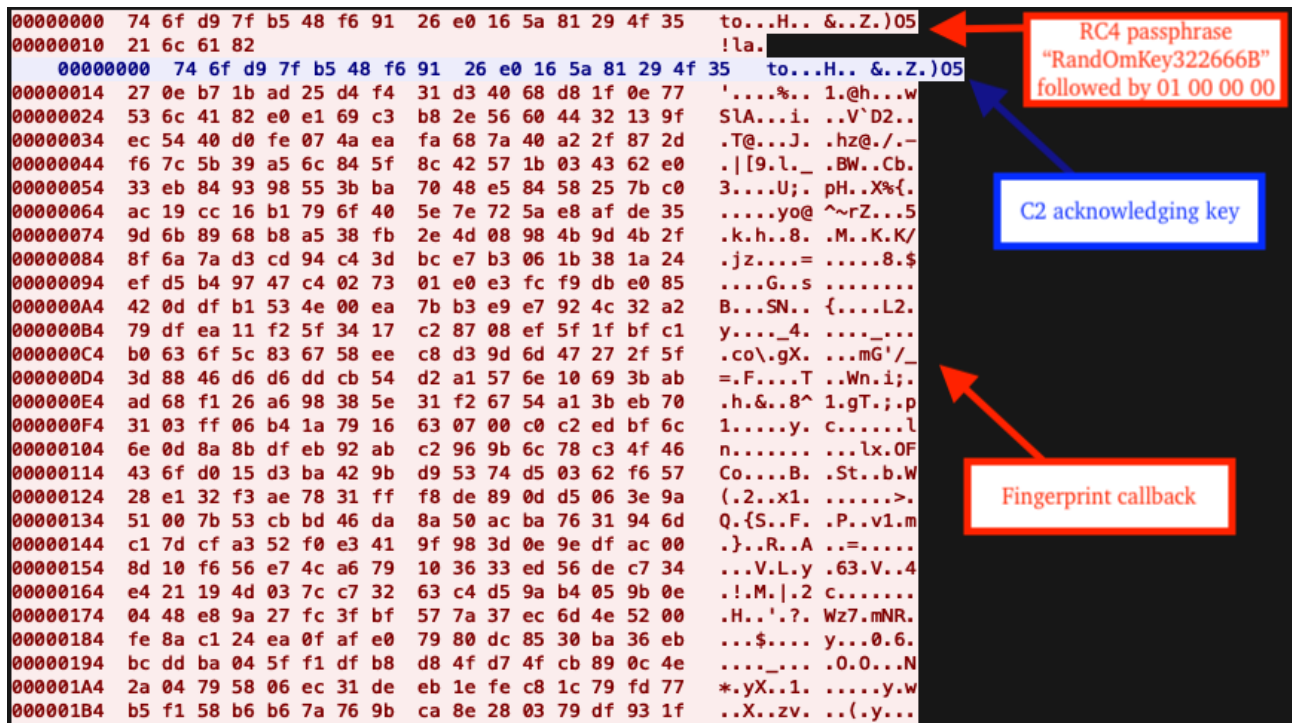 00000000 74 6f d9 7f b5 48 f6 91 26 e0 16 5a 81 29 4f 35 to...H.. &..Z.)O5
00000010 21 6c 61 82 !la.
00000000 74 6f d9 7f b5 48 f6 91 26 e0 16 5a 81 29 4f 35 to...H.. &..Z.)O5
00000014 27 0e b7 1b ad 25 d4 f4 31 d3 40 68 d8 1f 0e 77 '....%.. 1.@h...w
00000024 53 6c 41 82 e0 e1 69 c3 b8 2e 56 60 44 32 13 9f SlA...i. ..V`D2..
00000034 ec 54 40 d0 fe 07 4a ea fa 68 7a 40 a2 2f 87 2d .T@...J. .hz@./.-
00000044 f6 7c 5b 39 a5 6c 84 5f 8c 42 57 1b 03 43 62 e0 .|[9.l._ .BW..Cb.
00000054 33 eb 84 93 98 55 3b ba 70 48 e5 84 58 25 7b c0 3....U;. pH..X%{.
00000064 ac 19 cc 16 b1 79 6f 40 5e 7e 72 5a e8 af de 35 .....yo@ ^~rZ...5
00000074 9d 6b 89 68 b8 a5 38 fb 2e 4d 08 98 4b 9d 4b 2f .k.h..8. .M..K.K/
00000084 8f 6a 7a d3 cd 94 c4 3d bc e7 b3 06 1b 38 1a 24 .jz....= .....8.$
00000094 ef d5 b4 97 47 c4 02 73 01 e0 e3 fc f9 db e0 85 ....G..s ........
000000A4 42 0d df b1 53 4e 00 ea 7b b3 e9 e7 92 4c 32 a2 B...SN.. {....L2.
000000B4 79 df ea 11 f2 5f 34 17 c2 87 08 ef 5f 1f bf c1 y...._4. ...._...
000000C4 b0 63 6f 5c 83 67 58 ee c8 d3 9d 6d 47 27 2f 5f .co\.gX. ...mG'/_
000000D4 3d 88 46 d6 d6 dd cb 54 d2 a1 57 6e 10 69 3b ab =.F....T ..Wn.i;.
000000E4 ad 68 f1 26 a6 98 38 5e 31 f2 67 54 a1 3b eb 70 .h.&..8^ 1.gT.;.p
000000F4 31 03 ff 06 b4 1a 79 16 63 07 00 c0 c2 ed bf 6c 1.....y. c......l
00000104 6e 0d 8a 8b df eb 92 ab c2 96 9b 6c 78 c3 4f 46 n....... ...lx.OF
00000114 43 6f d0 15 d3 ba 42 9b d9 53 74 d5 03 62 f6 57 Co....B. .St..b.W
00000124 28 e1 32 f3 ae 78 31 ff f8 de 89 0d d5 06 3e 9a (.2..x1. ......>.
00000134 51 00 7b 53 cb bd 46 da 8a 50 ac ba 76 31 94 6d Q.{S..F. .P..v1.m
00000144 c1 7d cf a3 52 f0 e3 41 9f 98 3d 0e 9e df ac 00 .}..R..A ..=.....
00000154 8d 10 f6 56 e7 4c a6 79 10 36 33 ed 56 de c7 34 ...V.L.y .63.V..4
00000164 e4 21 19 4d 03 7c c7 32 63 c4 d5 9a b4 05 9b 0e .!.M.|.2 c.......
00000174 04 48 e8 9a 27 fc 3f bf 57 7a 37 ec 6d 4e 52 00 .H..'.?. Wz7.mNR.
00000184 fe 8a c1 24 ea 0f af e0 79 80 dc 85 30 ba 36 eb ...$.... y...0.6.
00000194 bc dd ba 04 5f f1 df b8 d8 4f d7 4f cb 89 0c 4e ...._... .O.O...N
000001A4 2a 04 79 58 06 ec 31 de eb 1e fe c8 1c 79 fd 77 *.yX..1. .....y.w
000001B4 b5 f1 58 b6 b6 7a 76 9b ca 8e 28 03 79 df 93 1f ..X..zv. ..(.y...
RC4 passphrase
“RandOmKey322666B”
followed by 01 00 00 00
C2 acknowledging key
Fingerprint callback